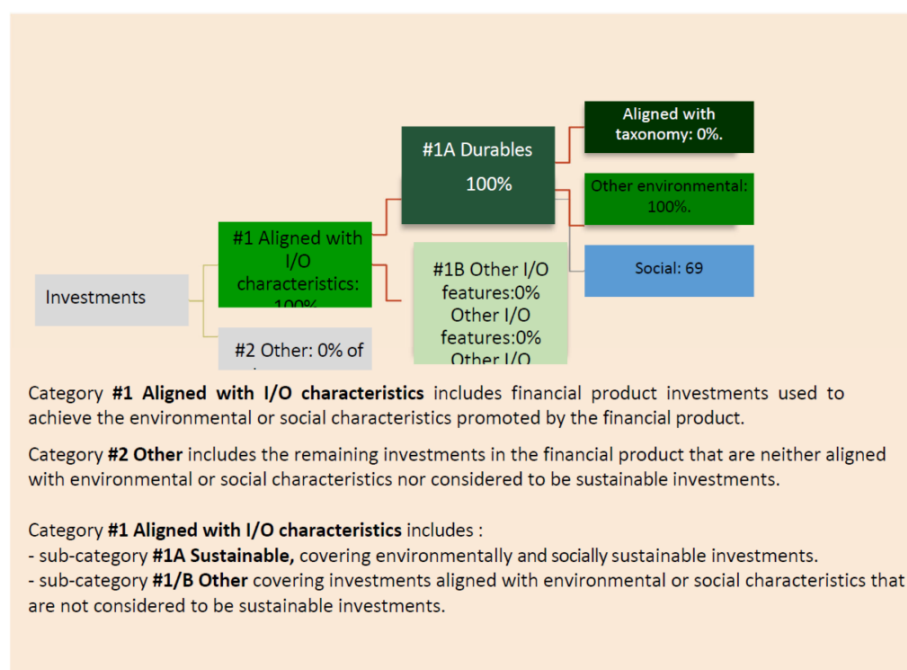 Aligned with
taxonomy: 0%.
#1A Durables
100%
Other environmental:
100%.
#1 Aligned with
I/O
characteristics:
100%
Social: 69
#1B Other I/O
features:0%
Other I/O
features:0%
Other I/O
Investments
#2 Other: 0% of
Category #1 Aligned with I/O characteristics includes financial product investments used to
achieve the environmental or social characteristics promoted by the financial product.
Category #2 Other includes the remaining investments in the financial product that are neither aligned
with environmental or social characteristics nor considered to be sustainable investments.
Category #1 Aligned with I/O characteristics includes :
- sub-category #1A Sustainable, covering environmentally and socially sustainable investments.
- sub-category #1/B Other covering investments aligned with environmental or social characteristics that
are not considered to be sustainable investments.